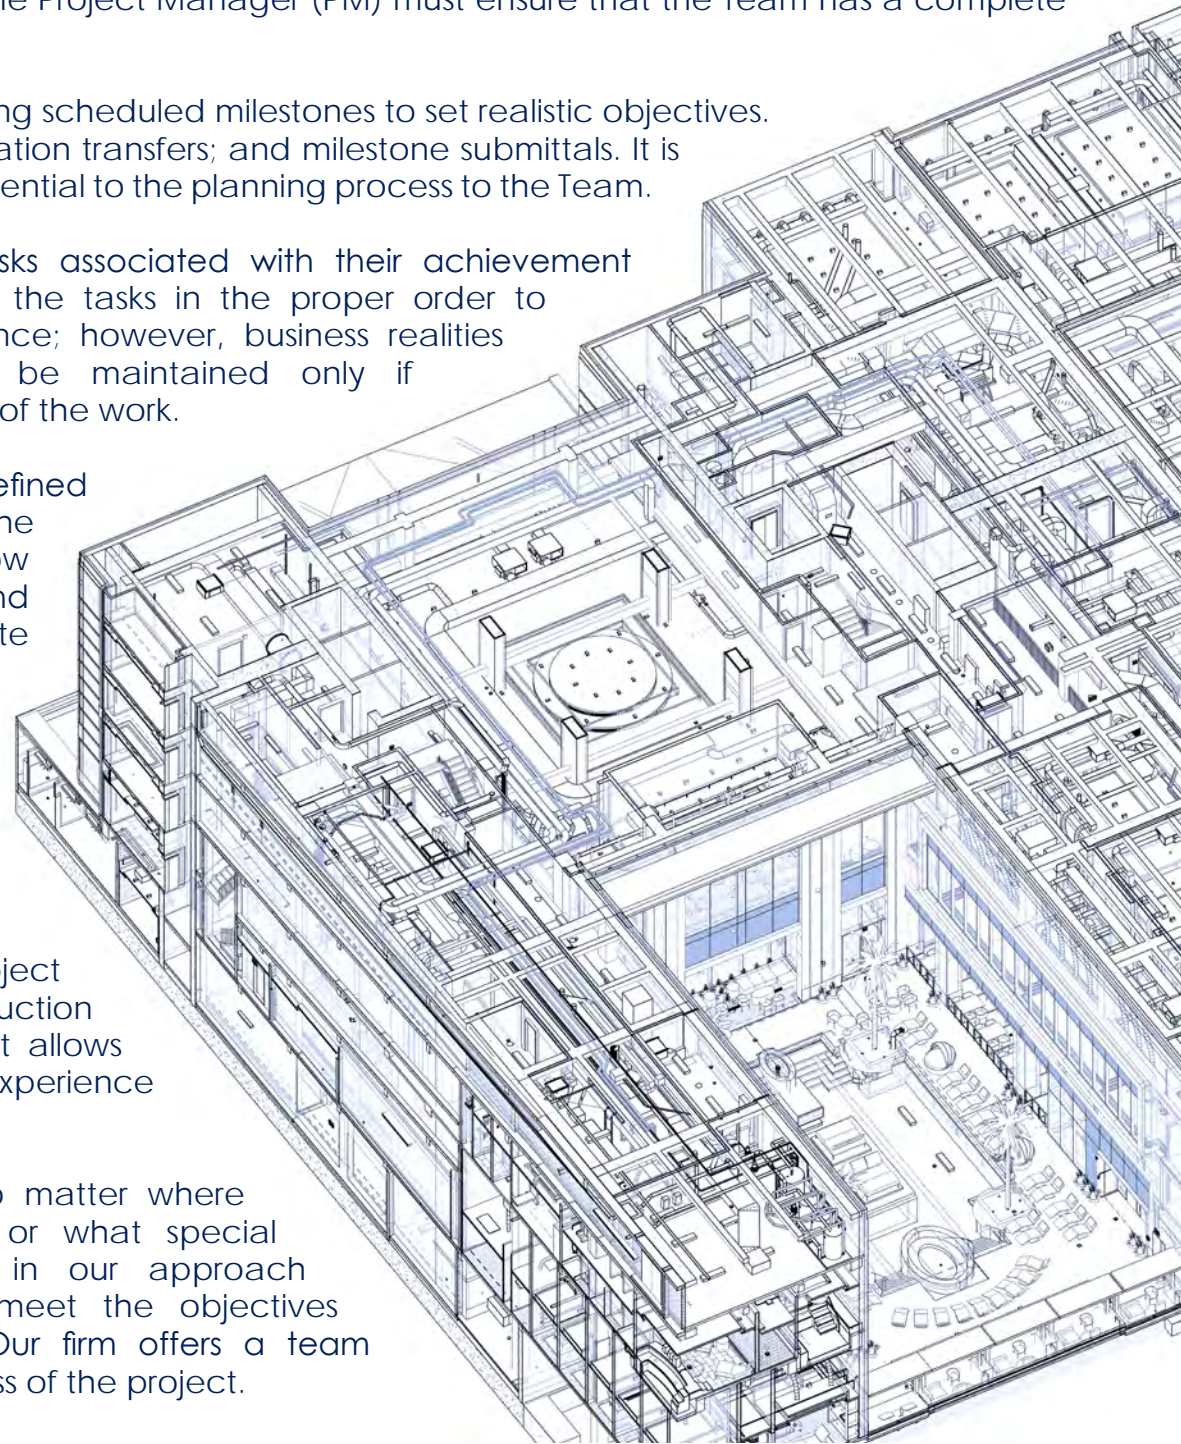 e Project Manager (PM) must ensure that the Team has a complete
ng scheduled milestones to set realistic objectives.
ation transfers; and milestone submittals. It is
ential to the planning process to the Team.
sks associated with their achievement
the tasks in the proper order to
nce; however, business realities
be maintained only if
of the work.
efined
ne
ow
nd
te
oject
uction
t allows
experience
o matter where
or what special
in our approach
meet the objectives
Our firm offers a team
ss of the project.